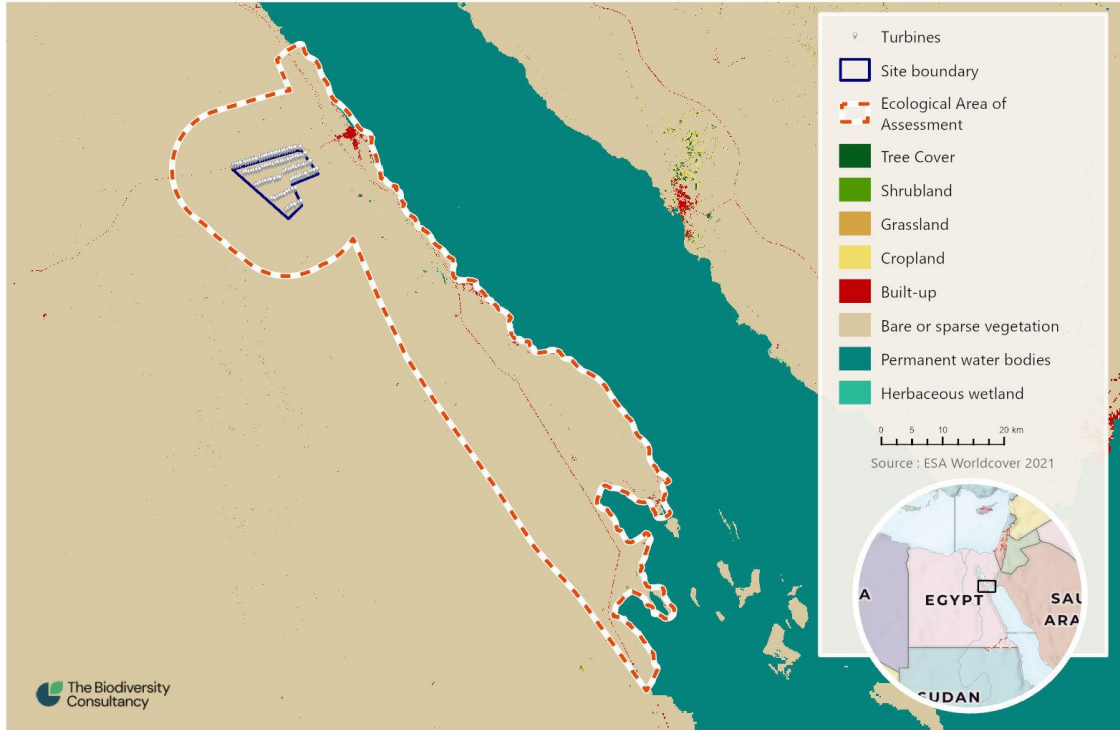 Turbines
Site boundary
Ecological Area of
Assessment
Tree Cover
Shrubland
Grassland
Cropland
Built-up
Bare or sparse vegetation
Permanent water bodies
Herbaceous wetland
0 5 10 20 km
Source : ESA Worldcover 2021
A
EGYPT
SAU
ARA
SUDAN
The Biodiversity
Consultancy